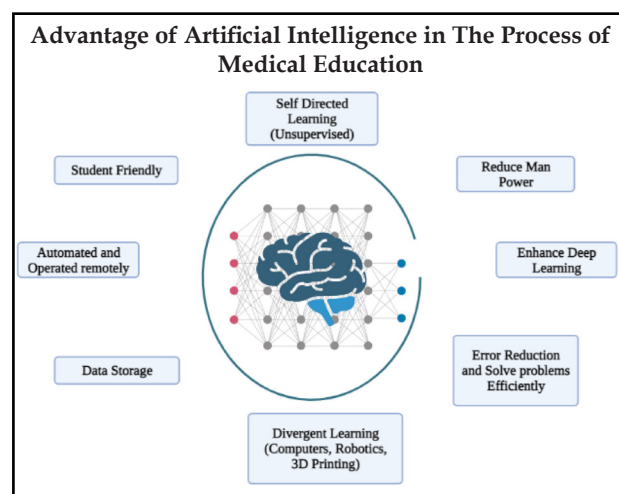 Advantage of Artificial Intelligence in The Process of
Medical Education
Self Directed
Learning
(Unsupervised)
Student Friendly
Reduce Man
Power
Automated and
Operated remotely
Enhance Deep
Learning
Data Storage
Error Reduction
and Solve problems
Efficiently
Divergent Learning
(Computers, Robotics,
3D Printing)